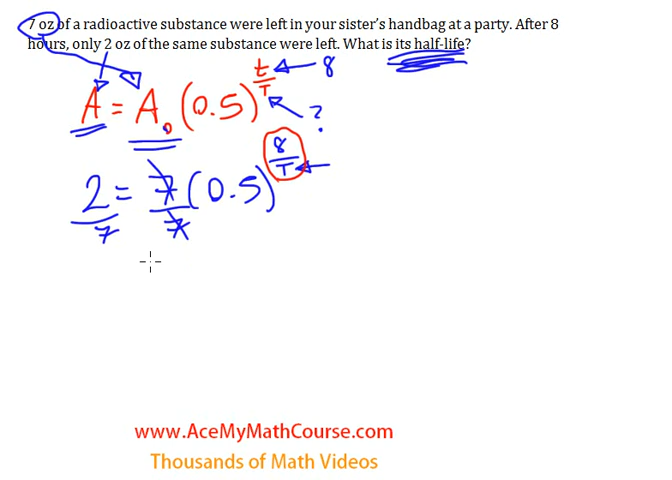 7 oz of a radioactive substance were left in your sister's handbag at a party. After 8
hours, only 2 oz of the same substance were left. What is its half-life?
A = A₀ (0.5)^(t/T) 8
?
2 = 7 (0.5)^(8/T)
7 7
www.AceMyMathCourse.com
Thousands of Math Videos